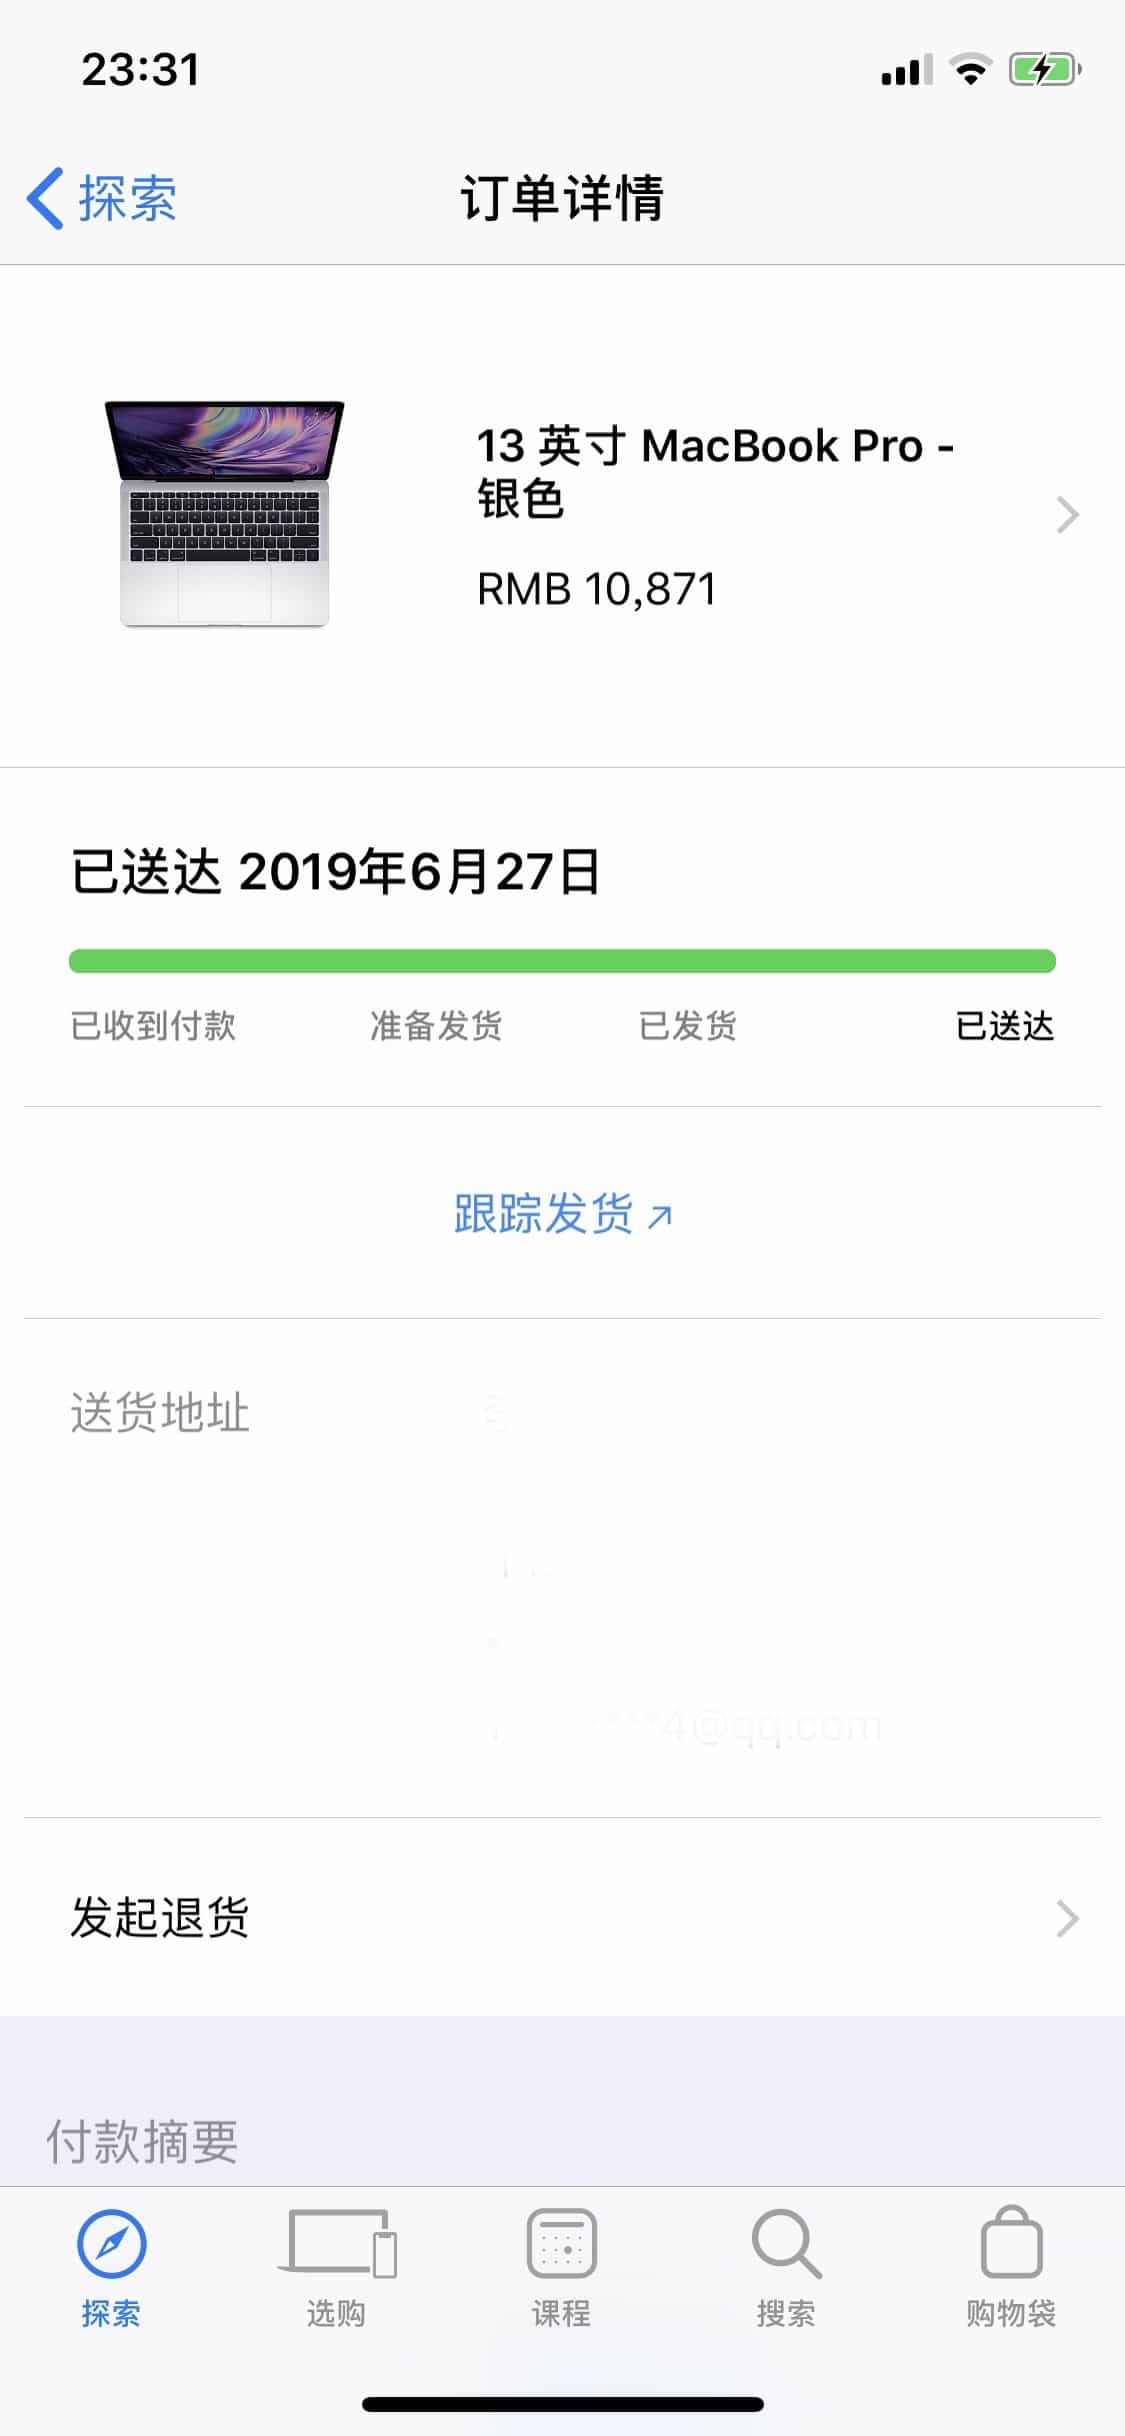 23:31
探索
订单详情
13 英寸 MacBook Pro -
银色
RMB 10,871
已送达 2019年6月27日
已收到付款 准备发货 已发货 已送达
跟踪发货 ↗
送货地址
****4@qq.com
发起退货
付款摘要
探索 选购 课程 搜索 购物袋